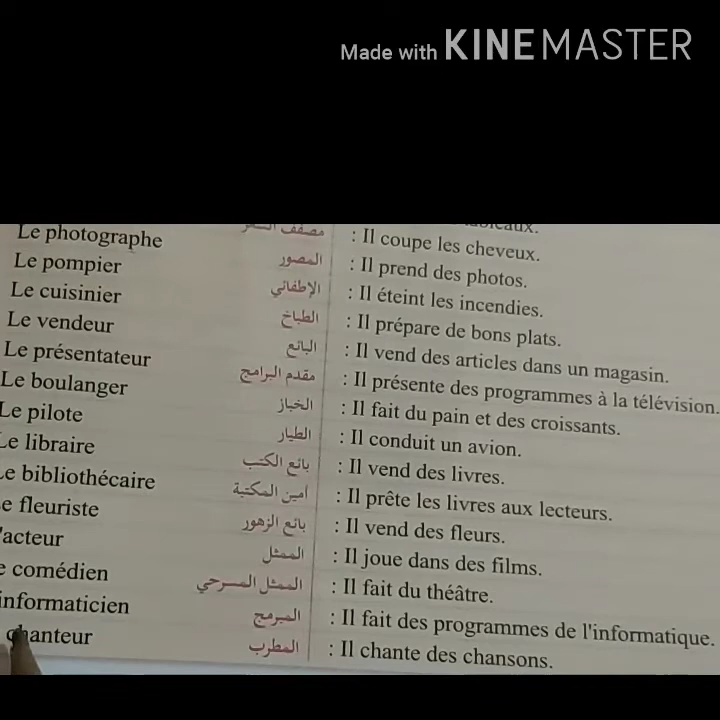 Made with KINEMASTER
مصفف الشعر : Il coupe les cheveux.
Le photographe المصور : Il prend des photos.
Le pompier الإطفائي : Il éteint les incendies.
Le cuisinier الطباخ : Il prépare de bons plats.
Le vendeur البائع : Il vend des articles dans un magasin.
Le présentateur مقدم البرامج : Il présente des programmes à la télévision.
Le boulanger الخباز : Il fait du pain et des croissants.
Le pilote الطيار : Il conduit un avion.
Le libraire بائع الكتب : Il vend des livres.
Le bibliothécaire أمين المكتبة : Il prête les livres aux lecteurs.
e fleuriste بائع الزهور : Il vend des fleurs.
'acteur الممثل : Il joue dans des films.
e comédien الممثل المسرحي : Il fait du théâtre.
informaticien المبرمج : Il fait des programmes de l'informatique.
chanteur المطرب : Il chante des chansons.